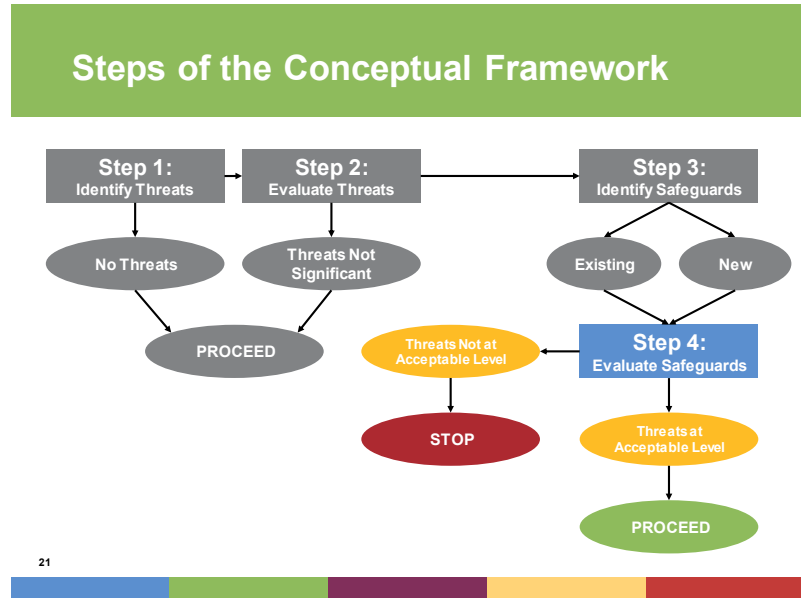 Steps of the Conceptual Framework
Step 1:
Identify Threats
Step 2:
Evaluate Threats
Step 3:
Identify Safeguards
No Threats
Threats Not
Significant
Existing
New
PROCEED
Threats Not at
Acceptable Level
Step 4:
Evaluate Safeguards
STOP
Threats at
Acceptable Level
PROCEED
21